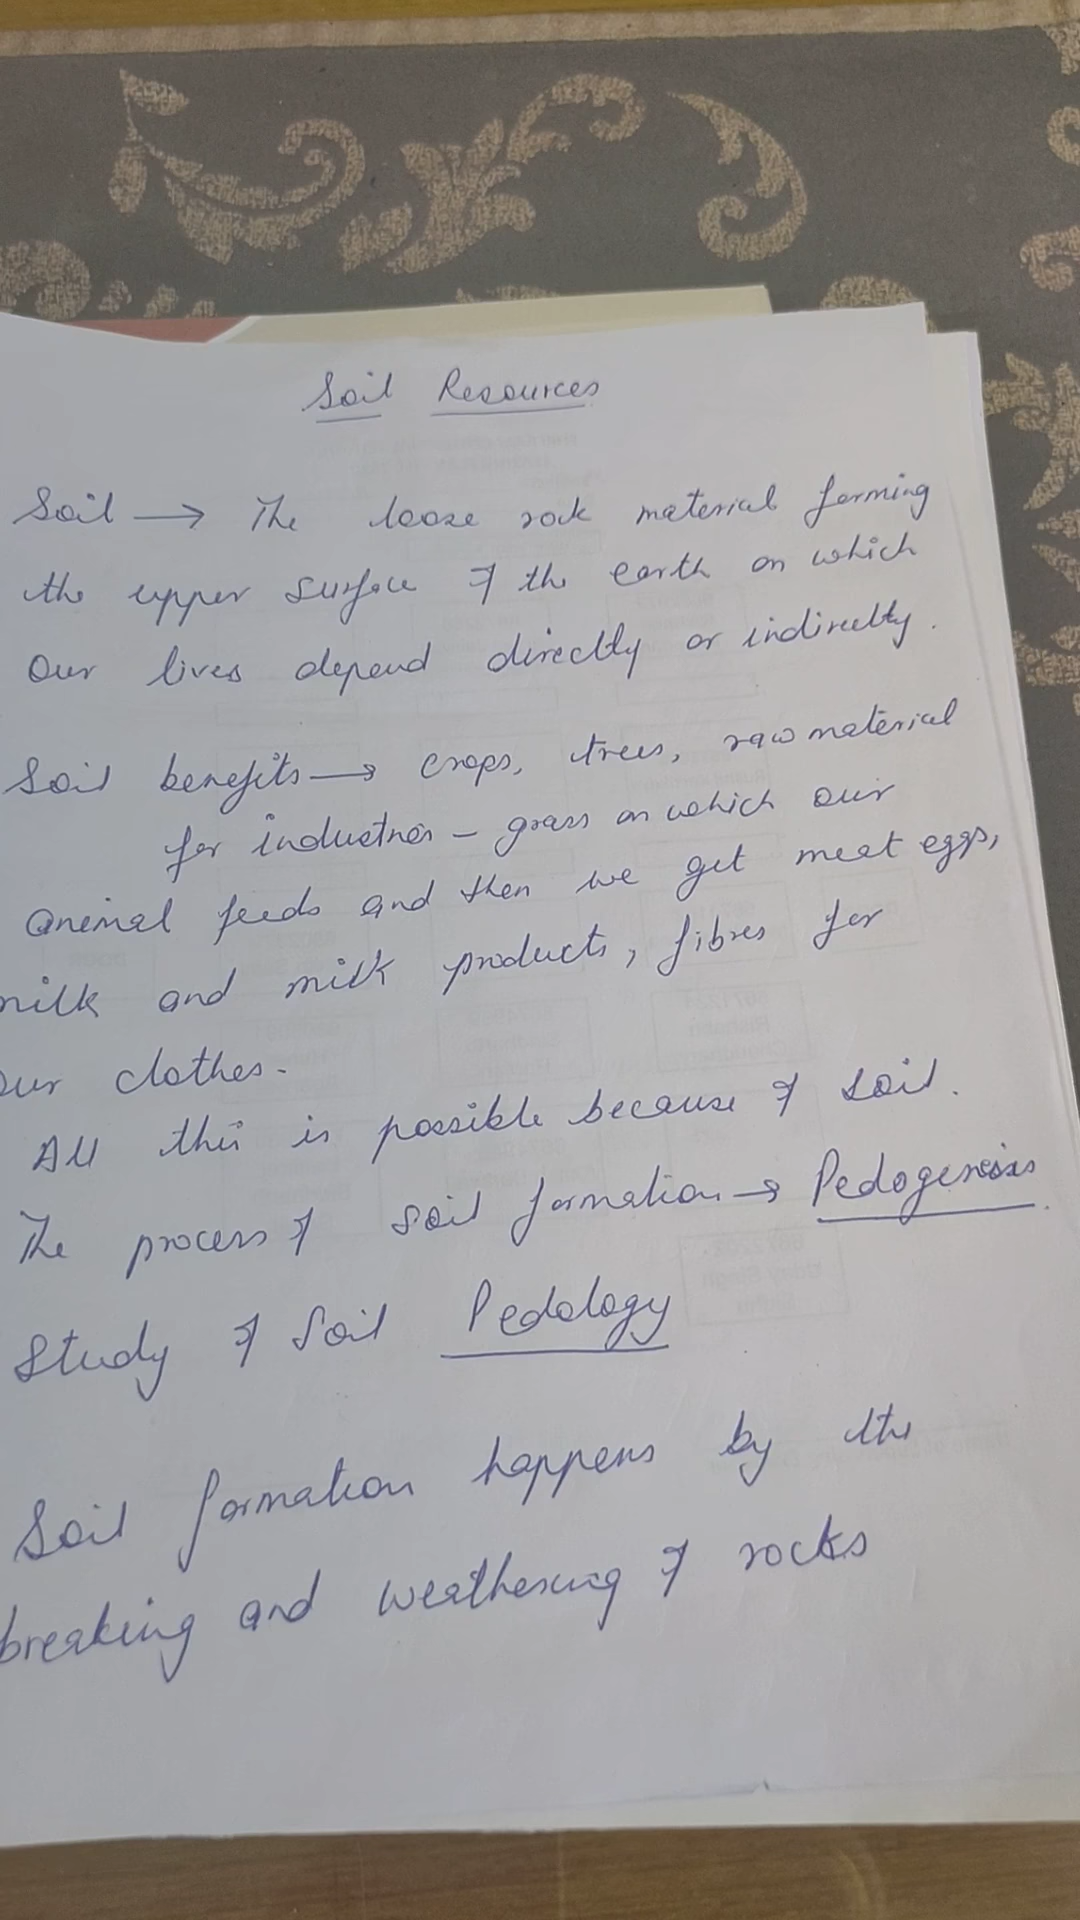 Soil Resources
Soil → The loose rock material forming
the upper surface of the earth on which
our lives depend directly or indirectly.
Soil benefits → crops, trees, raw material
for industries - grass on which our
animal feeds and then we get meat eggs,
milk and milk products, fibres for
our clothes.
All this is possible because of soil.
The process of soil formation → Pedogenesis.
Study of Soil Pedology
Soil formation happens by the
breaking and weathering of rocks